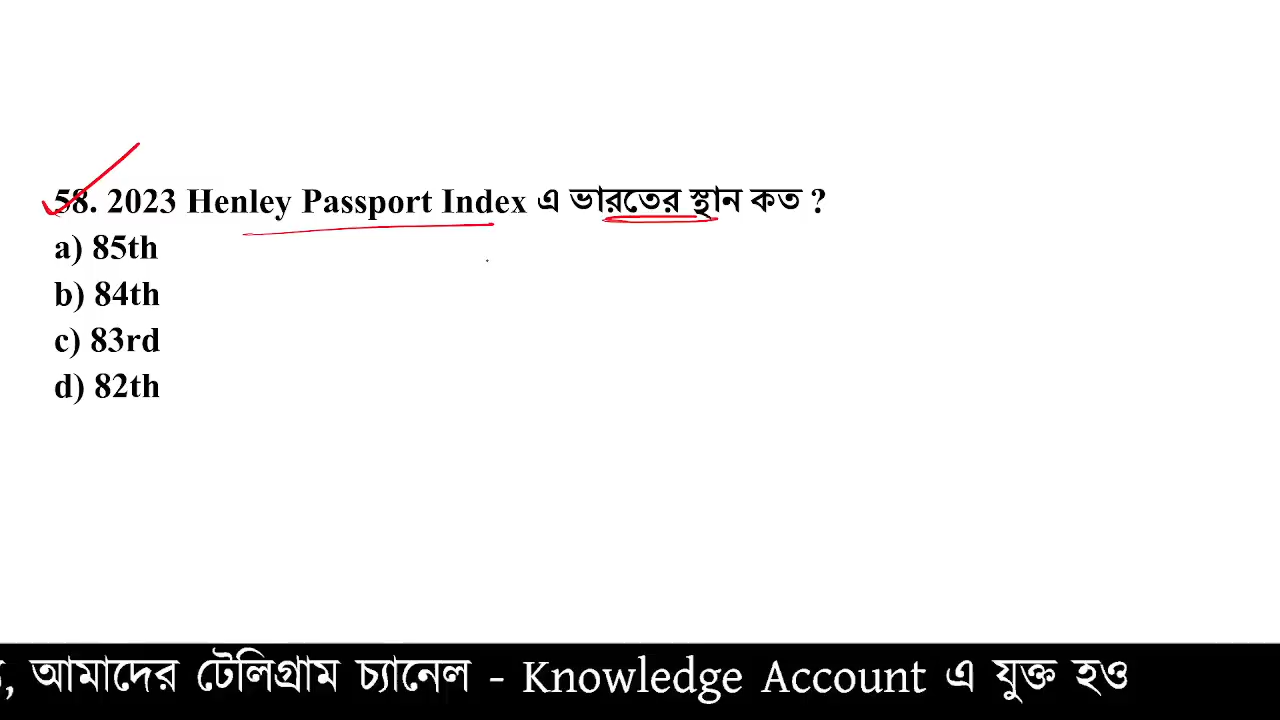 58. 2023 Henley Passport Index এ ভারতের স্থান কত ?
a) 85th
b) 84th
c) 83rd
d) 82th
, আমাদের টেলিগ্রাম চ্যানেল - Knowledge Account এ যুক্ত হও